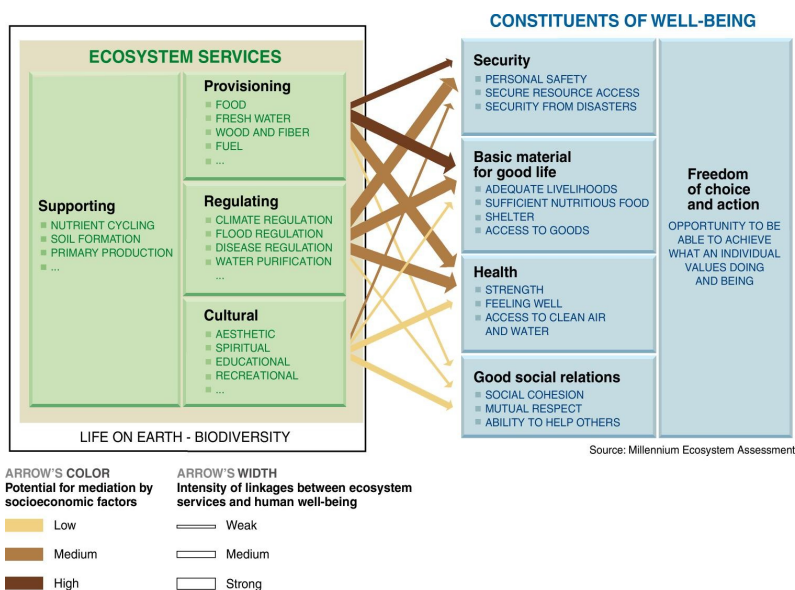 CONSTITUENTS OF WELL-BEING
ECOSYSTEM SERVICES
Supporting
NUTRIENT CYCLING
SOIL FORMATION
PRIMARY PRODUCTION
...
Provisioning
FOOD
FRESH WATER
WOOD AND FIBER
FUEL
...
Regulating
CLIMATE REGULATION
FLOOD REGULATION
DISEASE REGULATION
WATER PURIFICATION
...
Cultural
AESTHETIC
SPIRITUAL
EDUCATIONAL
RECREATIONAL
...
LIFE ON EARTH - BIODIVERSITY
Security
PERSONAL SAFETY
SECURE RESOURCE ACCESS
SECURITY FROM DISASTERS
Basic material
for good life
ADEQUATE LIVELIHOODS
SUFFICIENT NUTRITIOUS FOOD
SHELTER
ACCESS TO GOODS
Health
STRENGTH
FEELING WELL
ACCESS TO CLEAN AIR
AND WATER
Good social relations
SOCIAL COHESION
MUTUAL RESPECT
ABILITY TO HELP OTHERS
Freedom
of choice
and action
OPPORTUNITY TO BE
ABLE TO ACHIEVE
WHAT AN INDIVIDUAL
VALUES DOING
AND BEING
Source: Millennium Ecosystem Assessment
ARROW'S COLOR
Potential for mediation by
socioeconomic factors
Low
Medium
High
ARROW'S WIDTH
Intensity of linkages between ecosystem
services and human well-being
Weak
Medium
Strong